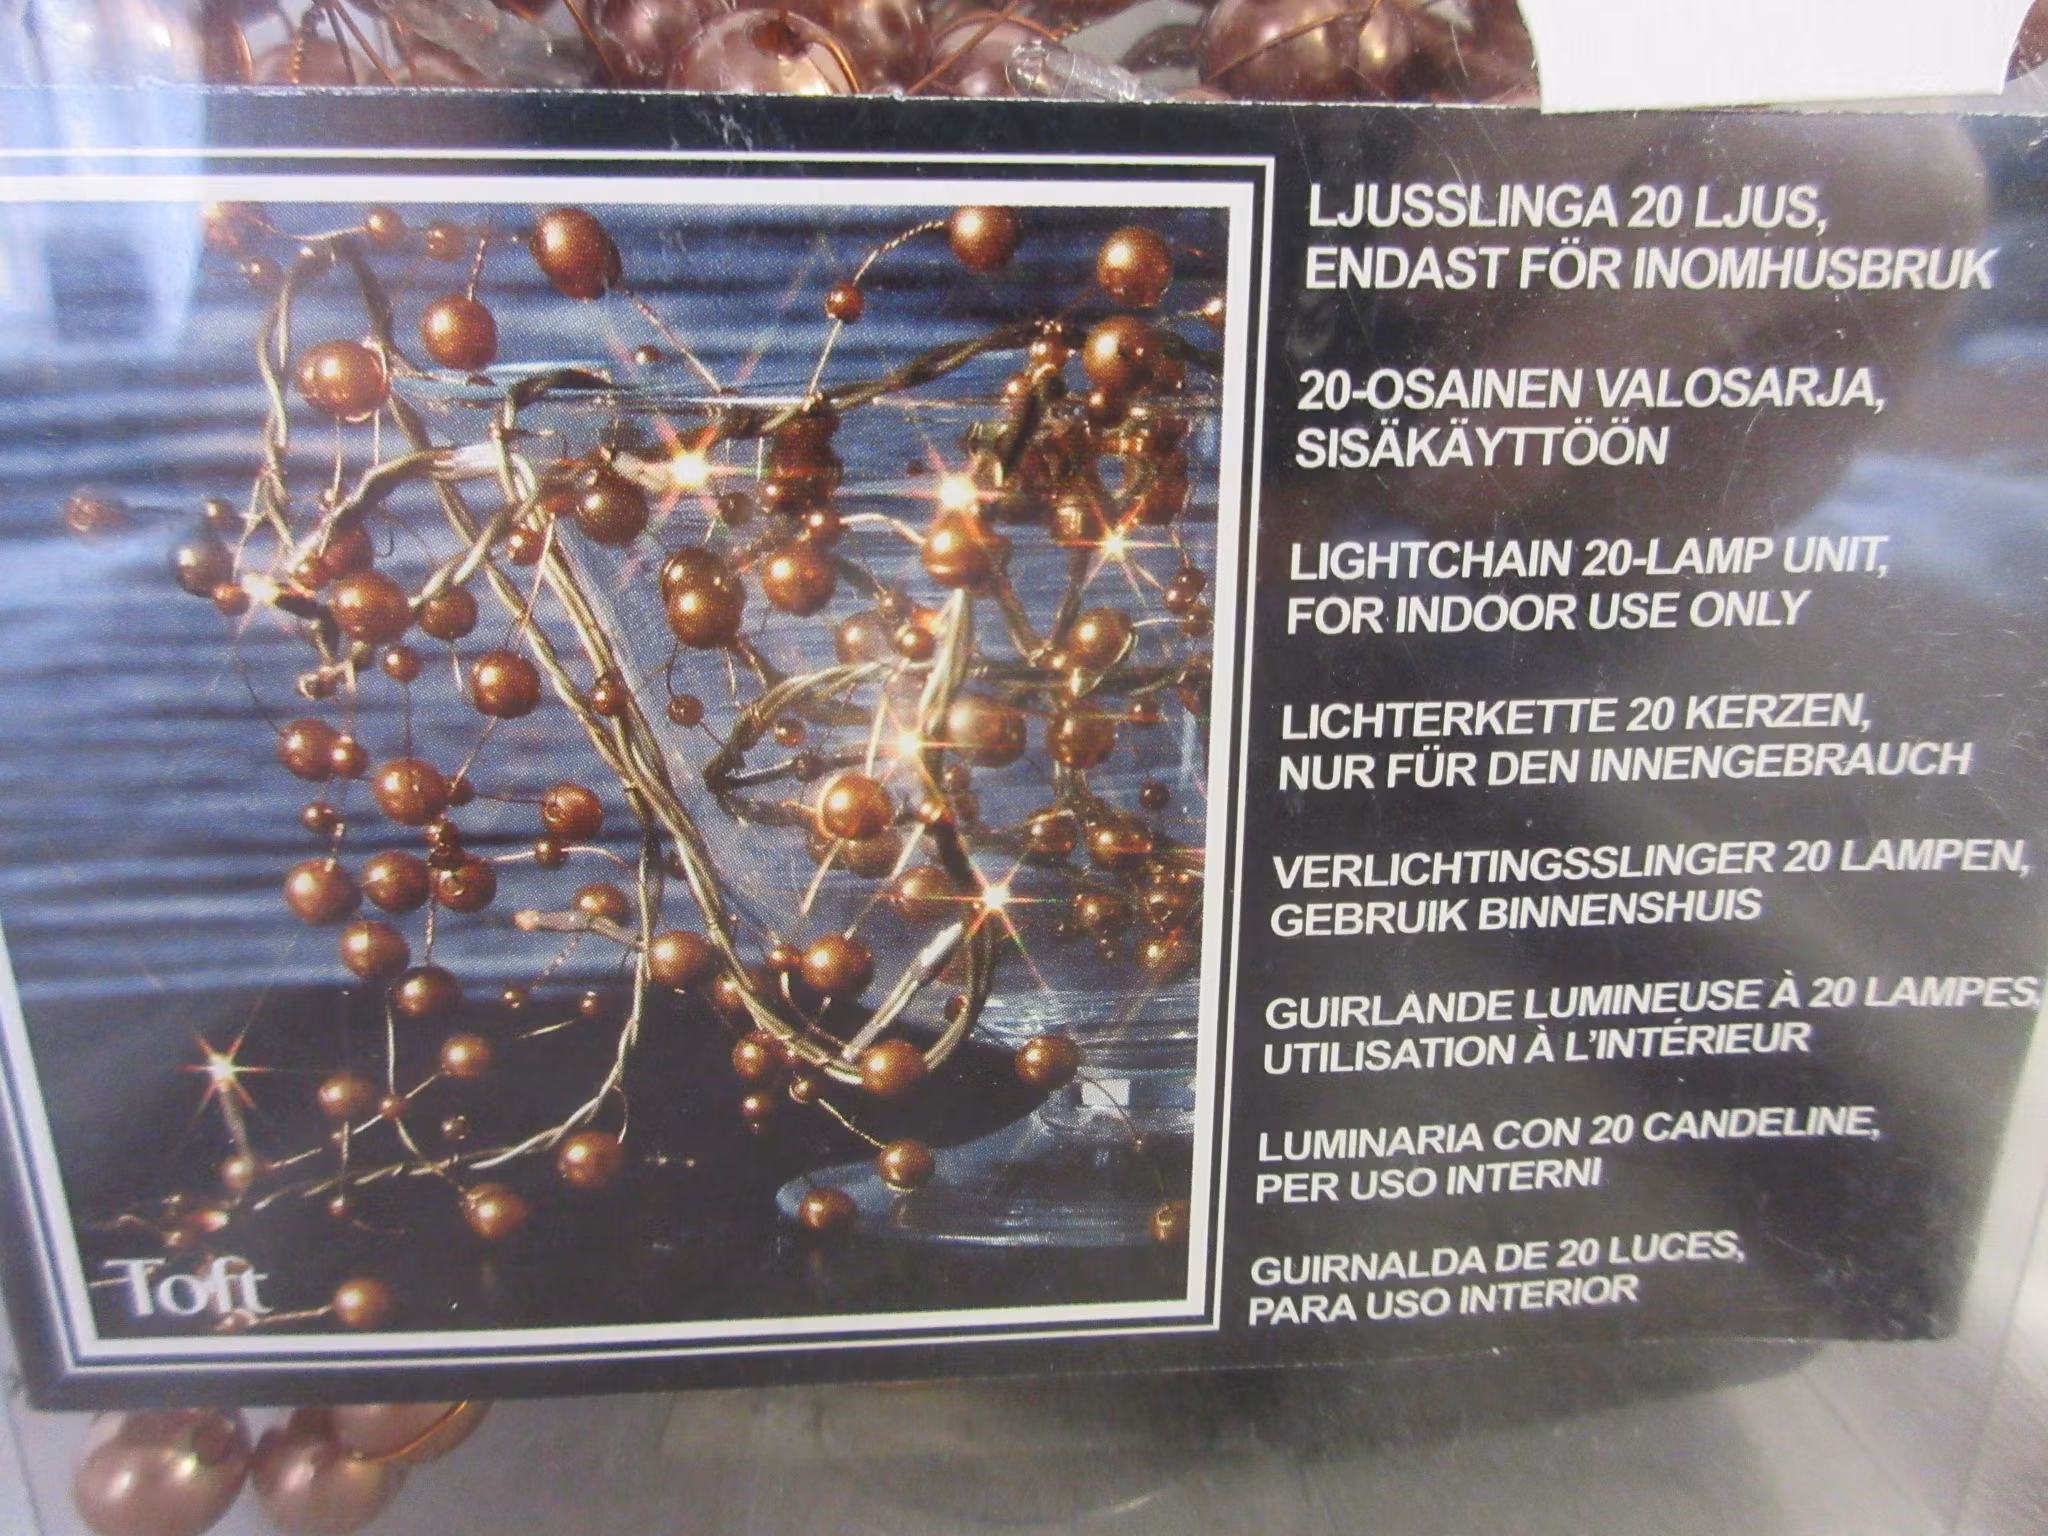 LJUSSLINGA 20 LJUS,
ENDAST FÖR INOMHUSBRUK
20-OSAINEN VALOSARJA,
SISÄKÄYTTÖÖN
LIGHTCHAIN 20-LAMP UNIT,
FOR INDOOR USE ONLY
LICHTERKETTE 20 KERZEN,
NUR FÜR DEN INNENGEBRAUCH
VERLICHTINGSSLINGER 20 LAMPEN,
GEBRUIK BINNENSHUIS
GUIRLANDE LUMINEUSE À 20 LAMPES,
UTILISATION À L'INTÉRIEUR
LUMINARIA CON 20 CANDELINE,
PER USO INTERNI
GUIRNALDA DE 20 LUCES,
PARA USO INTERIOR
Toft